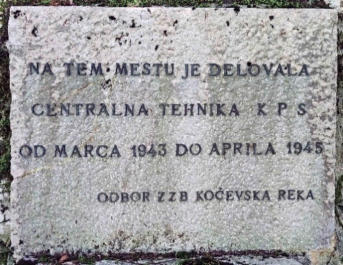 NA TEM MESTU JE DELOVALA
CENTRALNA TEHNIKA K P S
OD MARCA 1943 DO APRILA 1945
ODBOR ZZB KOČEVSKA REKA